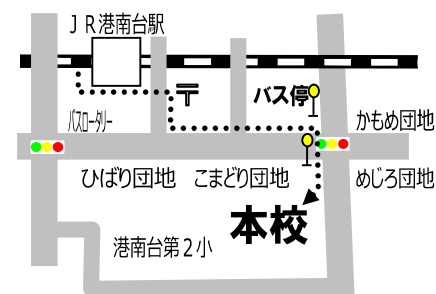 ＪＲ港南台駅
〒
バス停
バスロータリー
かもめ団地
ひばり団地
こまどり団地
めじろ団地
本校
港南台第２小